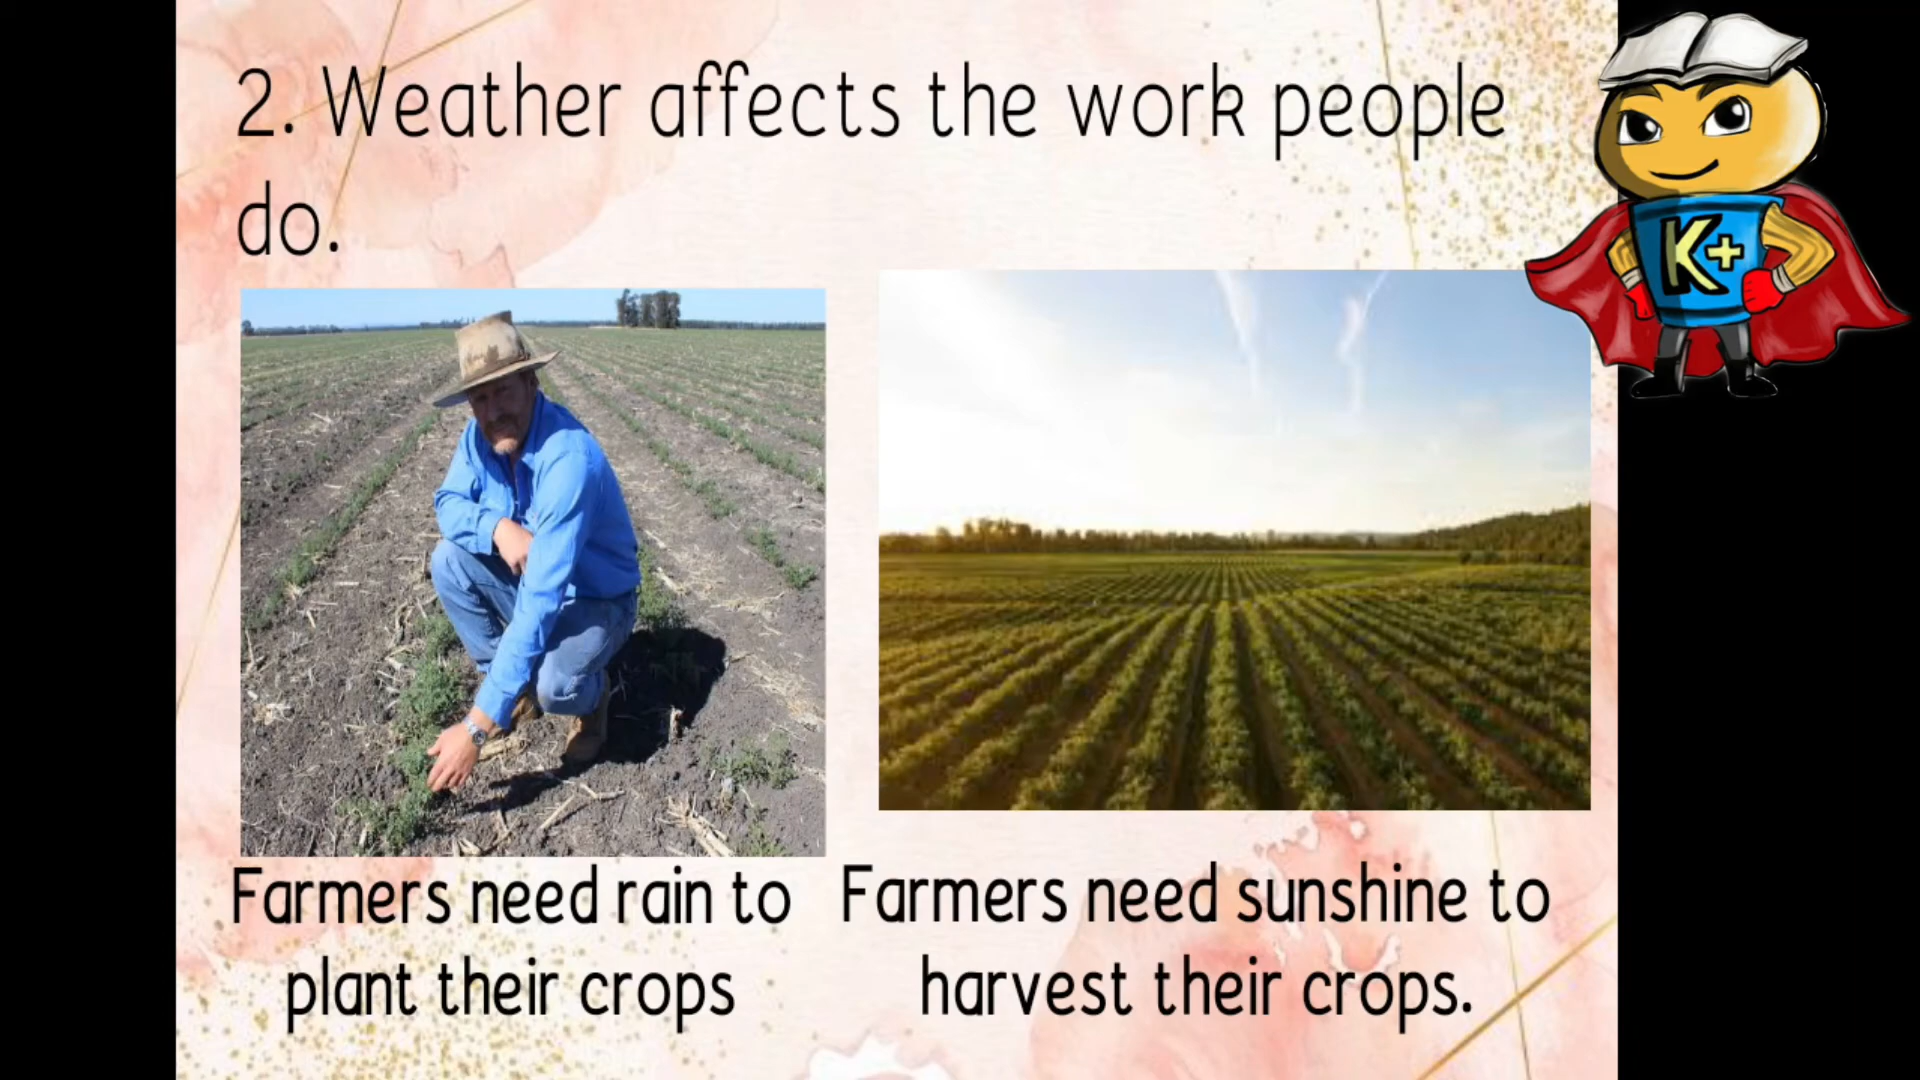 2. Weather affects the work people
do.
K+
Farmers need rain to
plant their crops
Farmers need sunshine to
harvest their crops.